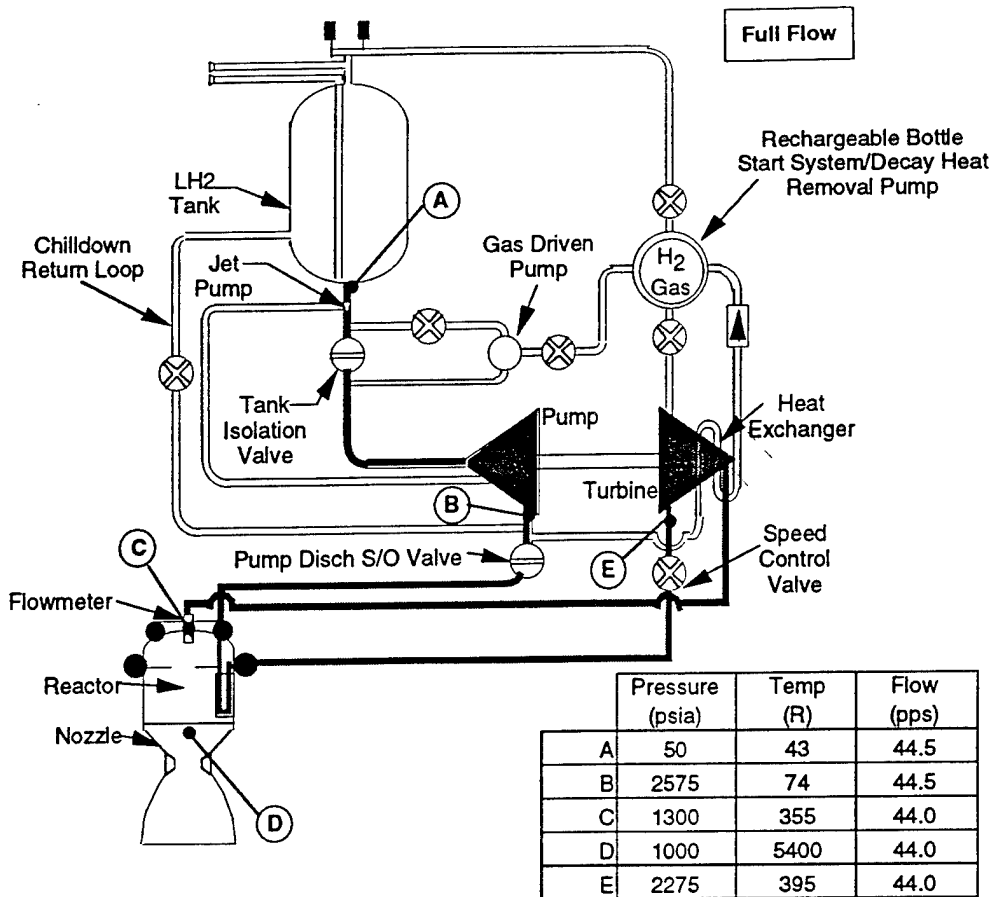 Full Flow
Rechargeable Bottle
Start System/Decay Heat
Removal Pump
LH2
Tank
A
Chilldown
Return Loop
Jet
Pump
Gas Driven
Pump
H2
Gas
Tank
Isolation
Valve
Pump
Heat
Exchanger
Turbine
B
C
Pump Disch S/O Valve
E
Speed
Control
Valve
Flowmeter
Reactor
Nozzle
D
Pressure Temp Flow
(psia) (R) (pps)
A 50 43 44.5
B 2575 74 44.5
C 1300 355 44.0
D 1000 5400 44.0
E 2275 395 44.0